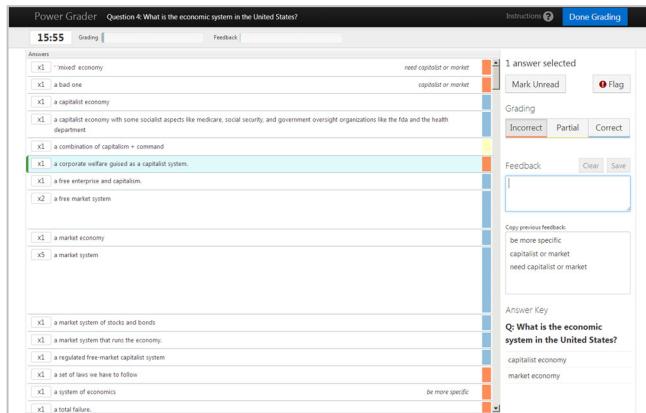 Power Grader Question 4: What is the economic system in the United States? Instructions ? Done Grading
15:55 Grading Feedback
Answers
x1 "mixed' economy need capitalist or market
x1 a bad one capitalist or market
x1 a capitalist economy
x1 a capitalist economy with some socialist aspects like medicare, social security, and government oversight organizations like the fda and the health
department
x1 a combination of capitalism + command
x1 a corporate welfare guised as a capitalist system.
x1 a free enterprise and capitalism.
x2 a free market system
x1 a market economy
x5 a market system
x1 a market system of stocks and bonds
x1 a market system that runs the economy.
x1 a regulated free-market capitalist system
x1 a set of laws we have to follow
x1 a system of economics be more specific
x1 a total failure.
1 answer selected
Mark Unread Flag
Grading
Incorrect Partial Correct
Feedback Clear Save
Copy previous feedback:
be more specific
capitalist or market
need capitalist or market
Answer Key
Q: What is the economic
system in the United States?
capitalist economy
market economy